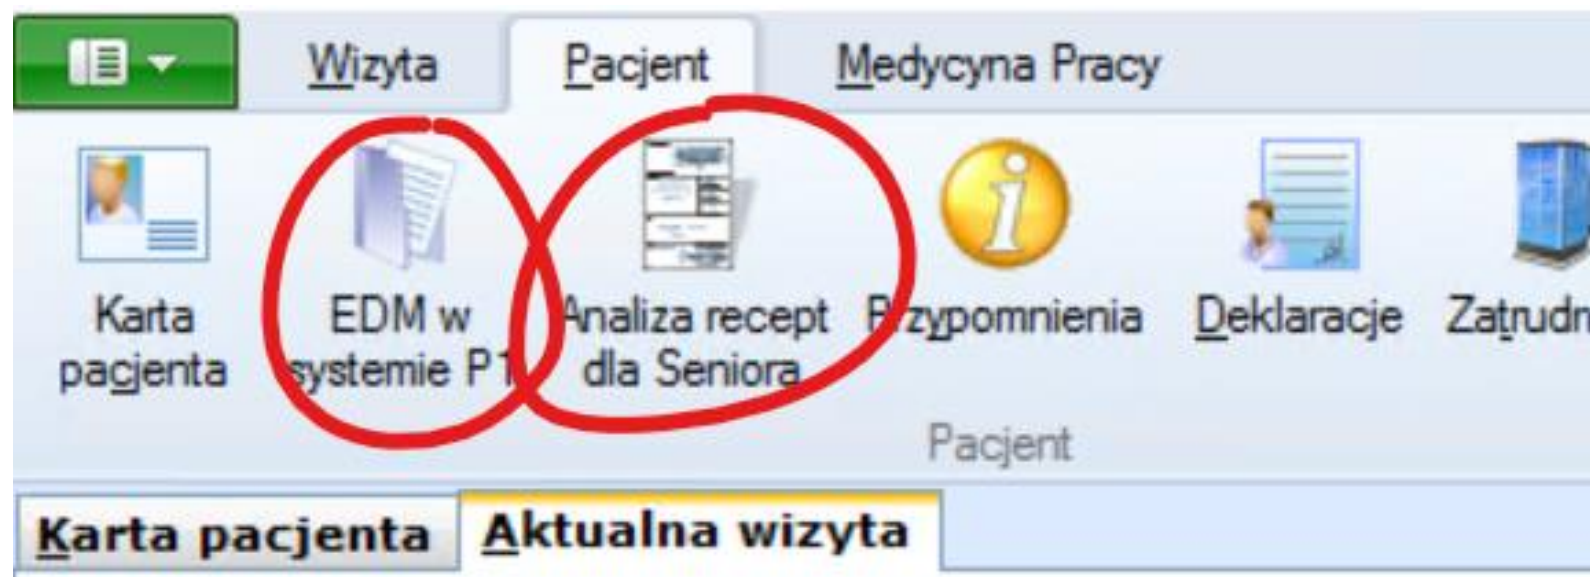 Wizyta Pacjent Medycyna Pracy
Karta pacjenta
EDM w systemie P1
Analiza recept dla Seniora
Przypomnienia
Deklaracje
Zatrudn
Pacjent
Karta pacjenta Aktualna wizyta